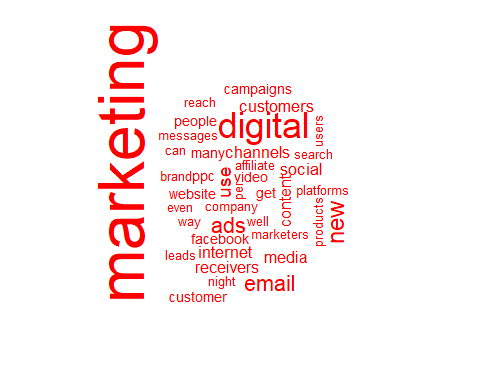 marketing
campaigns
reach
customers
people
digital
users
messages
can
many
channels
search
affiliate
social
brand
ppc
use
per
video
website
get
content
platforms
even
company
products
new
way
ads
well
facebook
marketers
leads
internet
media
receivers
night
email
customer